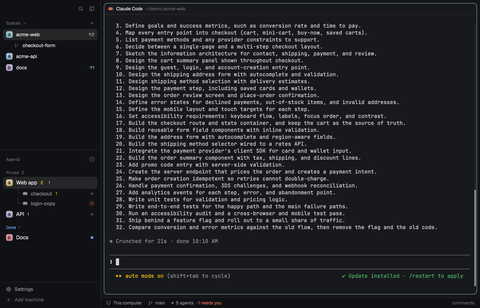 Claude Code ~/demo/acme-web
Spaces
acme-web
checkout-form
acme-api
docs
Agents
Pinned 2
Web app 2 1
checkout 1
login-copy
API 1
Done 1
Docs
Settings
Add machine
3. Define goals and success metrics, such as conversion rate and time to pay.
4. Map every entry point into checkout (cart, mini-cart, buy-now, saved carts).
5. List payment methods and any provider constraints to support.
6. Decide between a single-page and a multi-step checkout layout.
7. Sketch the information architecture for contact, shipping, payment, and review.
8. Design the cart summary panel shown throughout checkout.
9. Design the guest, login, and account-creation entry point.
10. Design the shipping address form with autocomplete and validation.
11. Design shipping method selection with delivery estimates.
12. Design the payment step, including saved cards and wallets.
13. Design the order review screen and place-order confirmation.
14. Define error states for declined payments, out-of-stock items, and invalid addresses.
15. Define the mobile layout and touch targets for each step.
16. Set accessibility requirements: keyboard flow, labels, focus order, and contrast.
17. Build the checkout route and state container, and keep the cart as the source of truth.
18. Build reusable form field components with inline validation.
19. Build the address form with autocomplete and region-aware fields.
20. Build the shipping method selector wired to a rates API.
21. Integrate the payment provider's client SDK for card and wallet input.
22. Build the order summary component with tax, shipping, and discount lines.
23. Add promo code entry with server-side validation.
24. Create the server endpoint that prices the order and creates a payment intent.
25. Make order creation idempotent so retries cannot double-charge.
26. Handle payment confirmation, 3DS challenges, and webhook reconciliation.
27. Add analytics events for each step, error, and abandonment point.
28. Write unit tests for validation and pricing logic.
29. Write end-to-end tests for the happy path and the main failure paths.
30. Run an accessibility audit and a cross-browser and mobile test pass.
31. Ship behind a feature flag and roll out to a small share of traffic.
32. Compare conversion and error metrics against the old flow, then remove the flag and the old code.
Crunched for 21s · done 10:18 AM
❯
▸▸ auto mode on (shift+tab to cycle)
✓ Update installed · /restart to apply
This computer main 5 agents · 1 needs you
commands